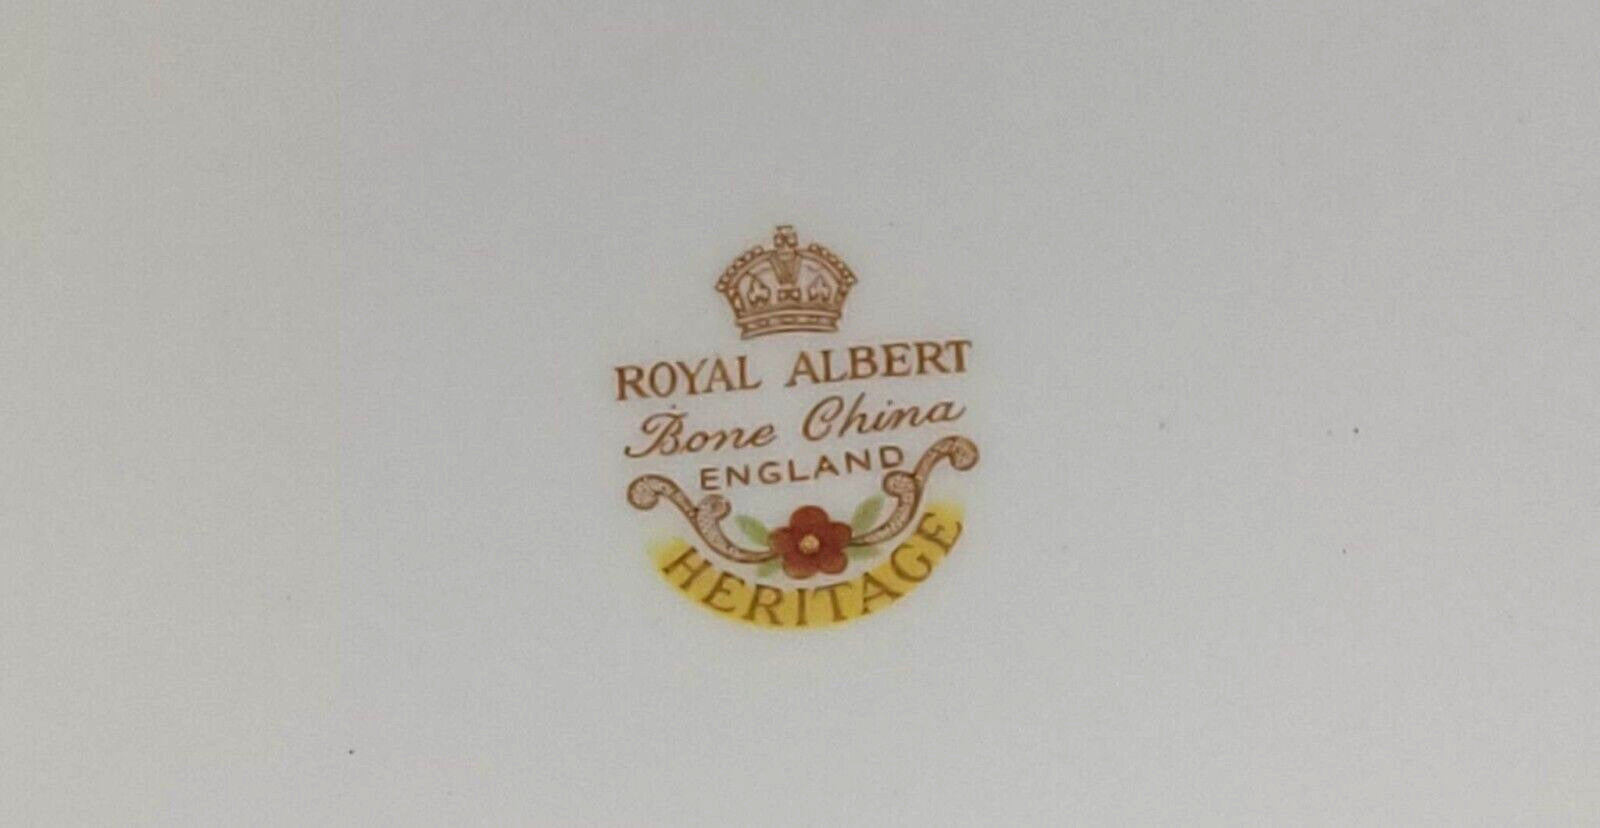 ROYAL ALBERT
Bone China
ENGLAND
HERITAGE